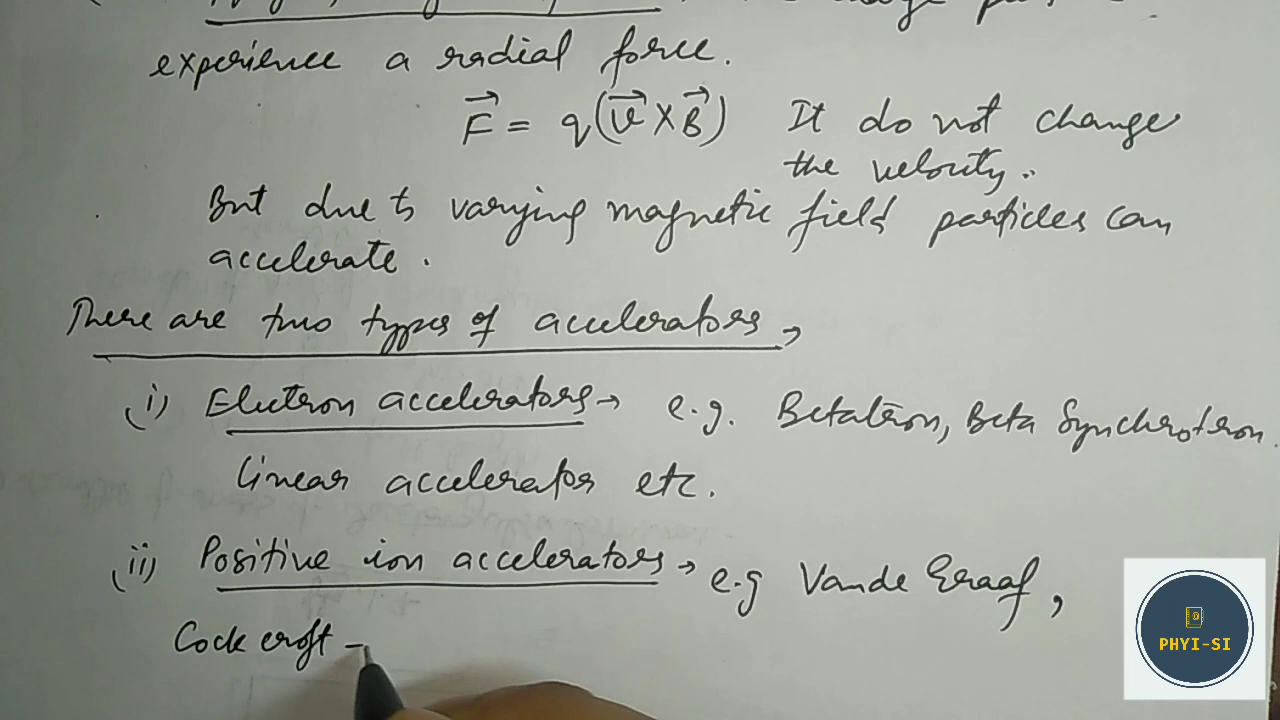 experience a radial force.
F = q(v × B) It do not change
the velocity.
But due to varying magnetic field particles can
accelerate.
There are two types of accelerators,
(i) Electron accelerators → e.g. Betatron, Beta Synchrotron.
linear accelerator etc.
(ii) Positive ion accelerators → e.g Vande Graaf,
Cock croft -
PHYI-SI